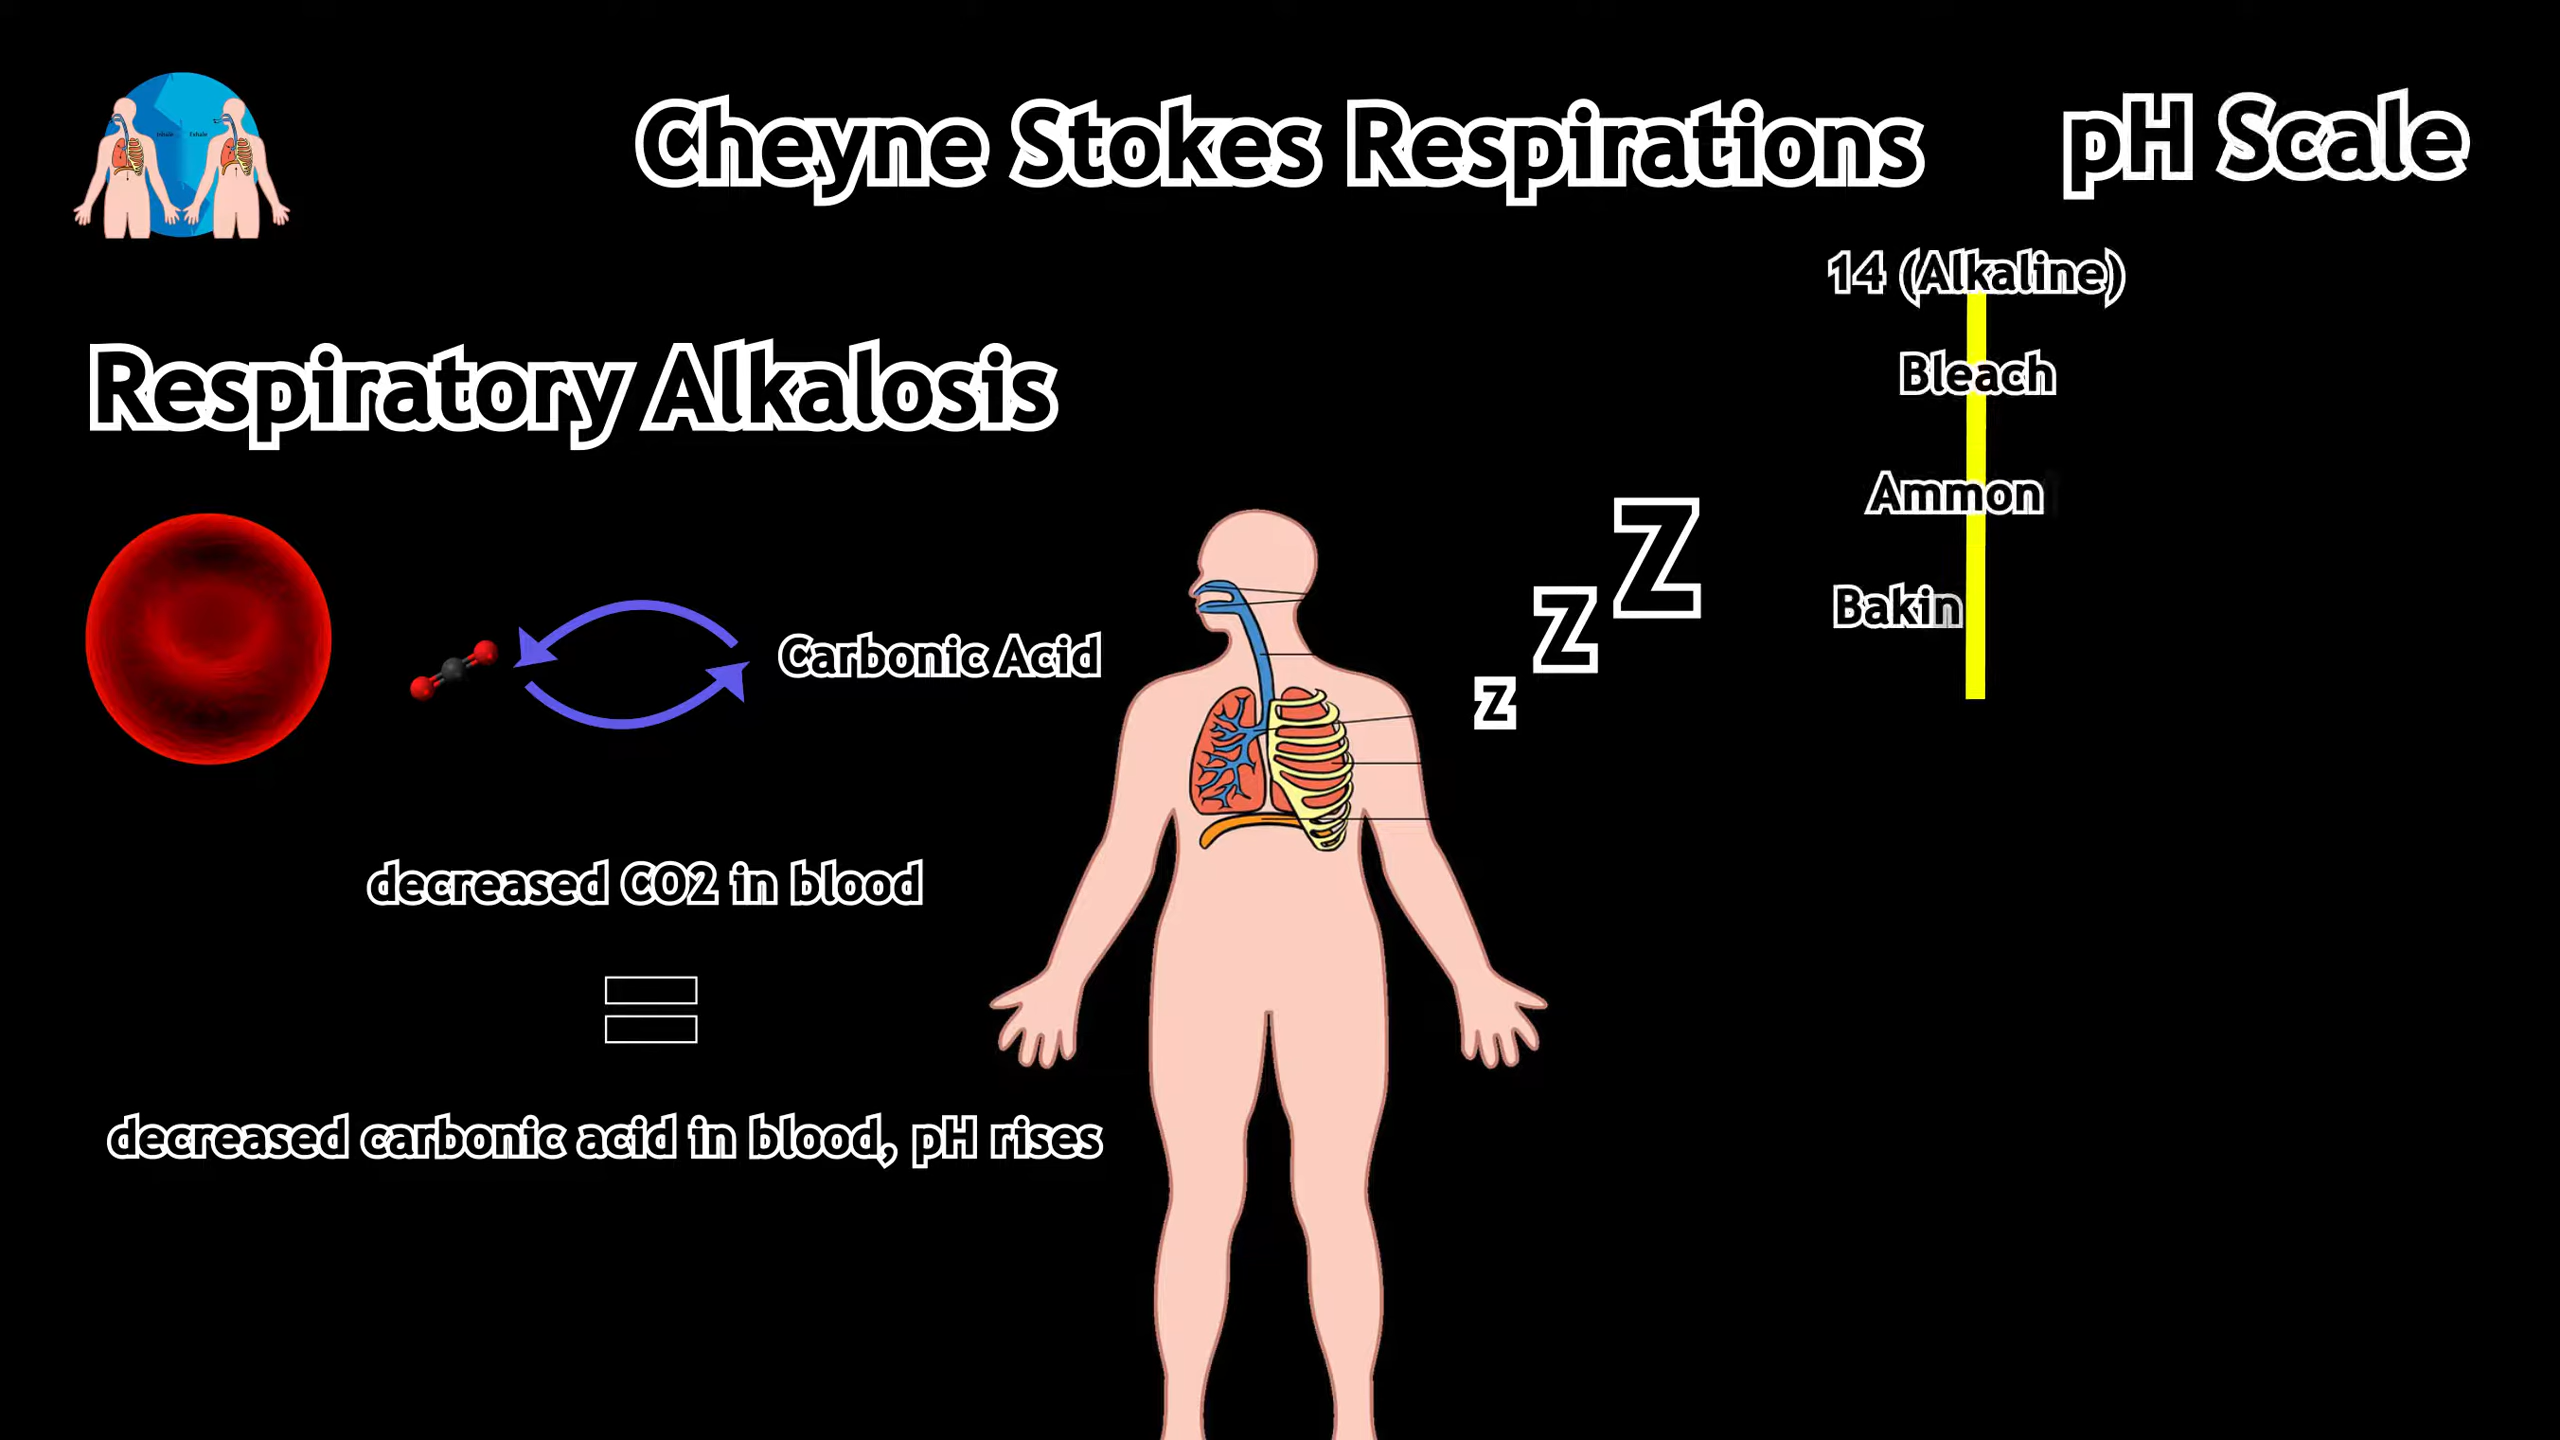 Cheyne Stokes Respirations
pH Scale
14 (Alkaline)
Respiratory Alkalosis
Bleach
Ammon
Bakin
Z
Z
Z
Carbonic Acid
decreased CO2 in blood
=
decreased carbonic acid in blood, pH rises